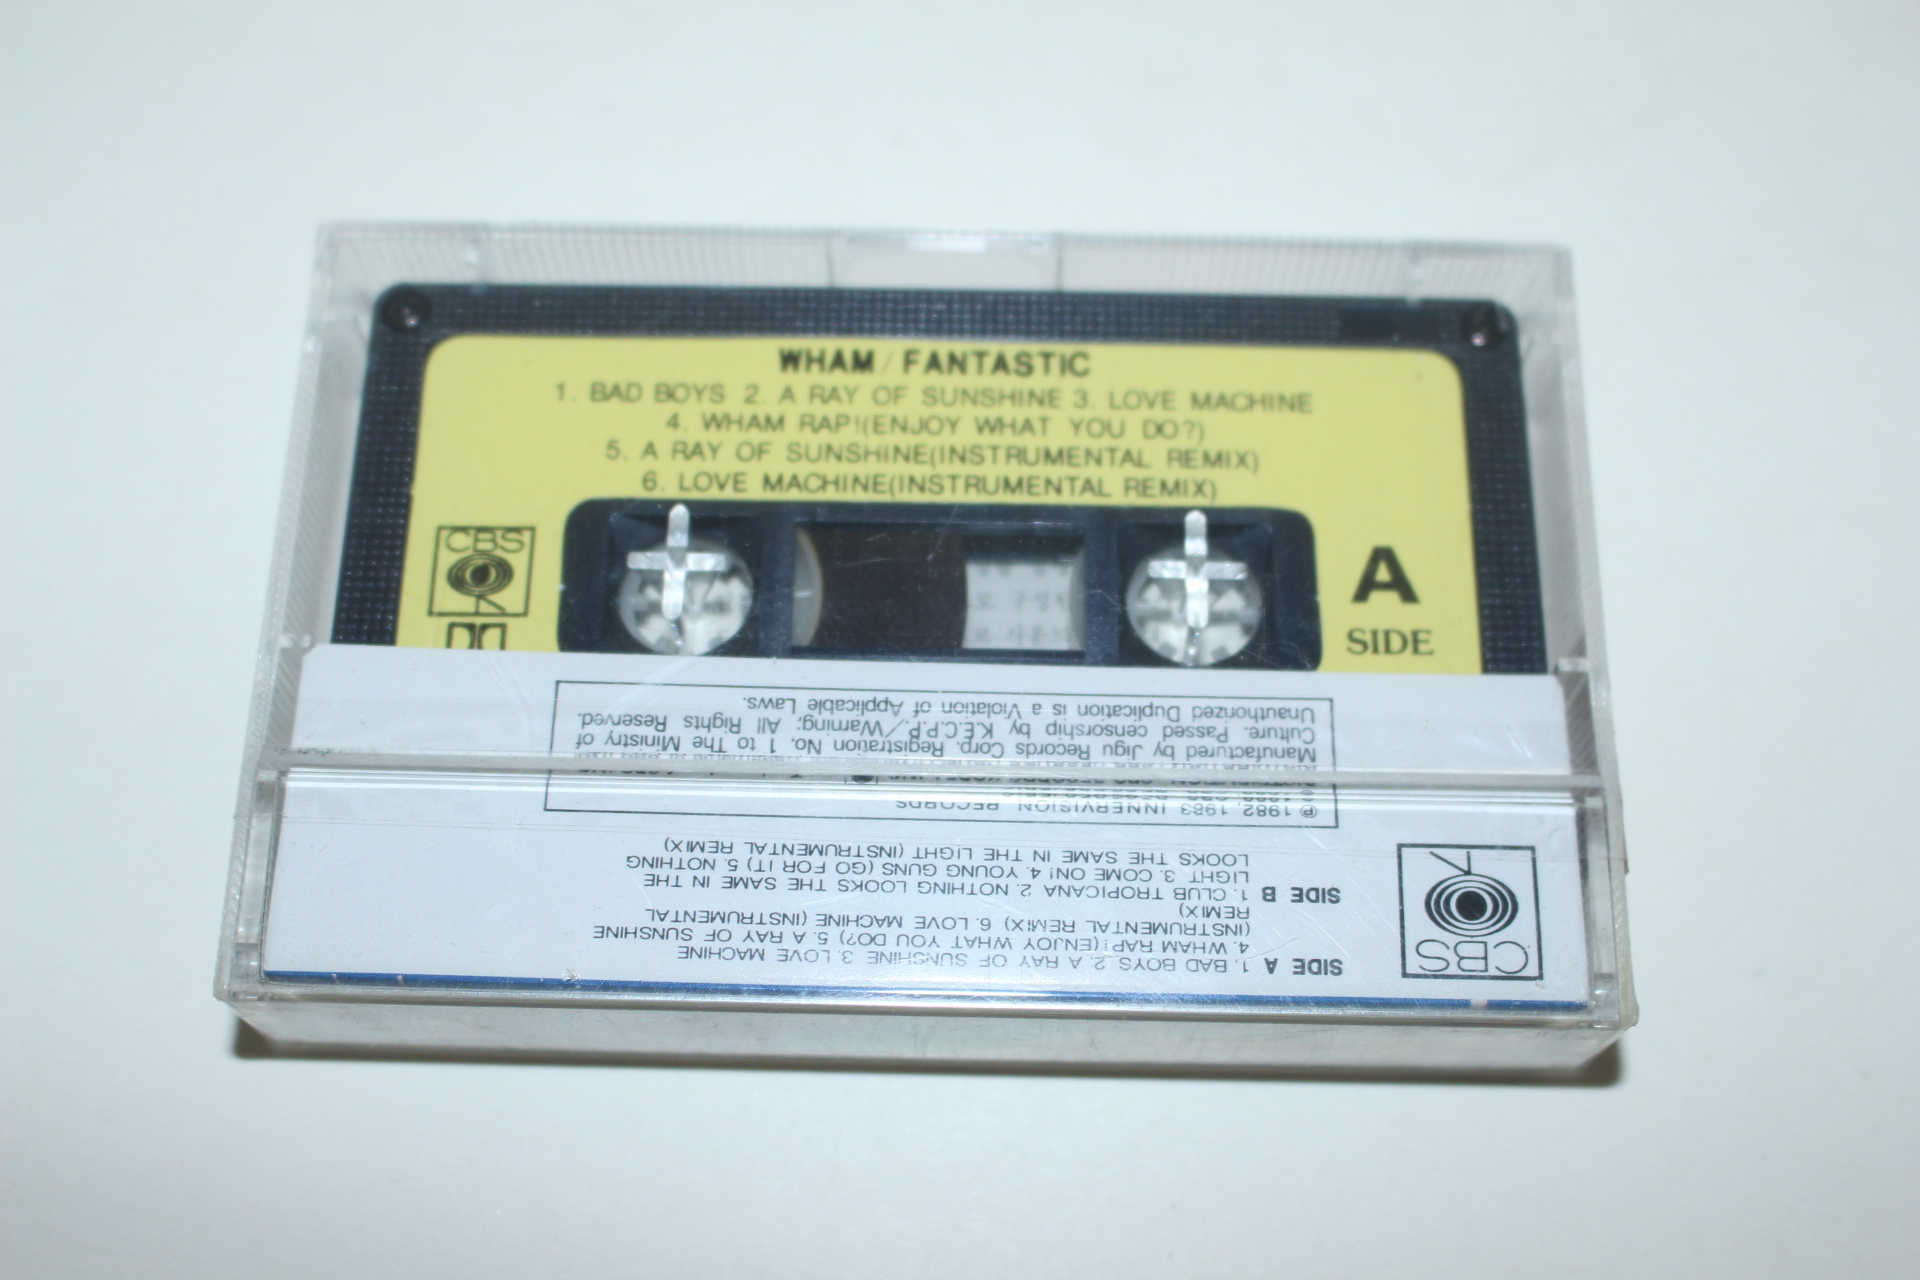 WHAM / FANTASTIC
1. BAD BOYS 2. A RAY OF SUNSHINE 3. LOVE MACHINE
4. WHAM RAP!(ENJOY WHAT YOU DO?)
5. A RAY OF SUNSHINE(INSTRUMENTAL REMIX)
6. LOVE MACHINE(INSTRUMENTAL REMIX)
CBS
A
SIDE
CBS
SIDE A 1. BAD BOYS 2. A RAY OF SUNSHINE 3. LOVE MACHINE
4. WHAM RAP! (ENJOY WHAT YOU DO?) 5. A RAY OF SUNSHINE
(INSTRUMENTAL REMIX) 6. LOVE MACHINE (INSTRUMENTAL
REMIX)
SIDE B 1. CLUB TROPICANA 2. NOTHING LOOKS THE SAME IN THE
LIGHT 3. COME ON! 4. YOUNG GUNS (GO FOR IT) 5. NOTHING
LOOKS THE SAME IN THE LIGHT (INSTRUMENTAL REMIX)
℗ 1982, 1983 INNERVISION RECORDS
Manufactured by Jigu Records Corp. Registration No. 1 to The Ministry of
Culture. Passed censorship by K.E.C.P.P./Warning; All Rights Reserved.
Unauthorized Duplication is a Violation of Applicable Laws.